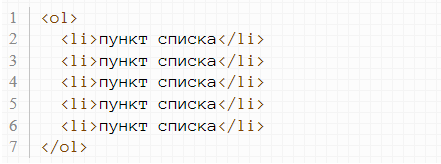 1 <ol>
2   <li>пункт списка</li>
3   <li>пункт списка</li>
4   <li>пункт списка</li>
5   <li>пункт списка</li>
6   <li>пункт списка</li>
7 </ol>